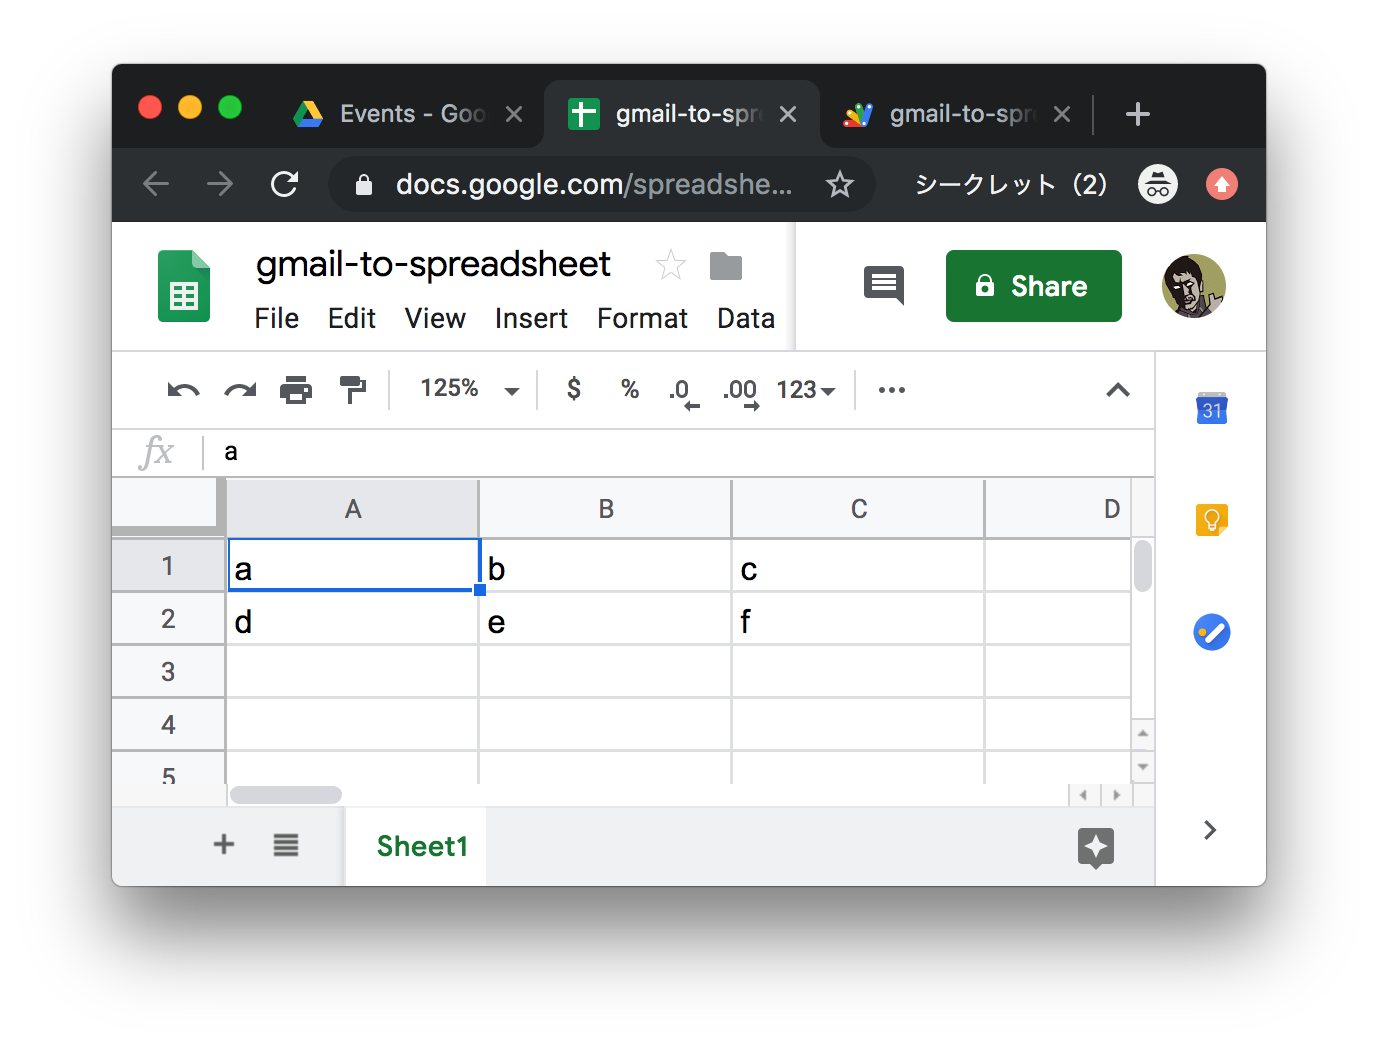 Events - Goo
gmail-to-spr
gmail-to-spr
docs.google.com/spreadshe...
シークレット（2）
gmail-to-spreadsheet
File Edit View Insert Format Data
Share
125% $ % .0 .00 123
31
fx a
A B C D
1 a b c
2 d e f
3
4
5
Sheet1